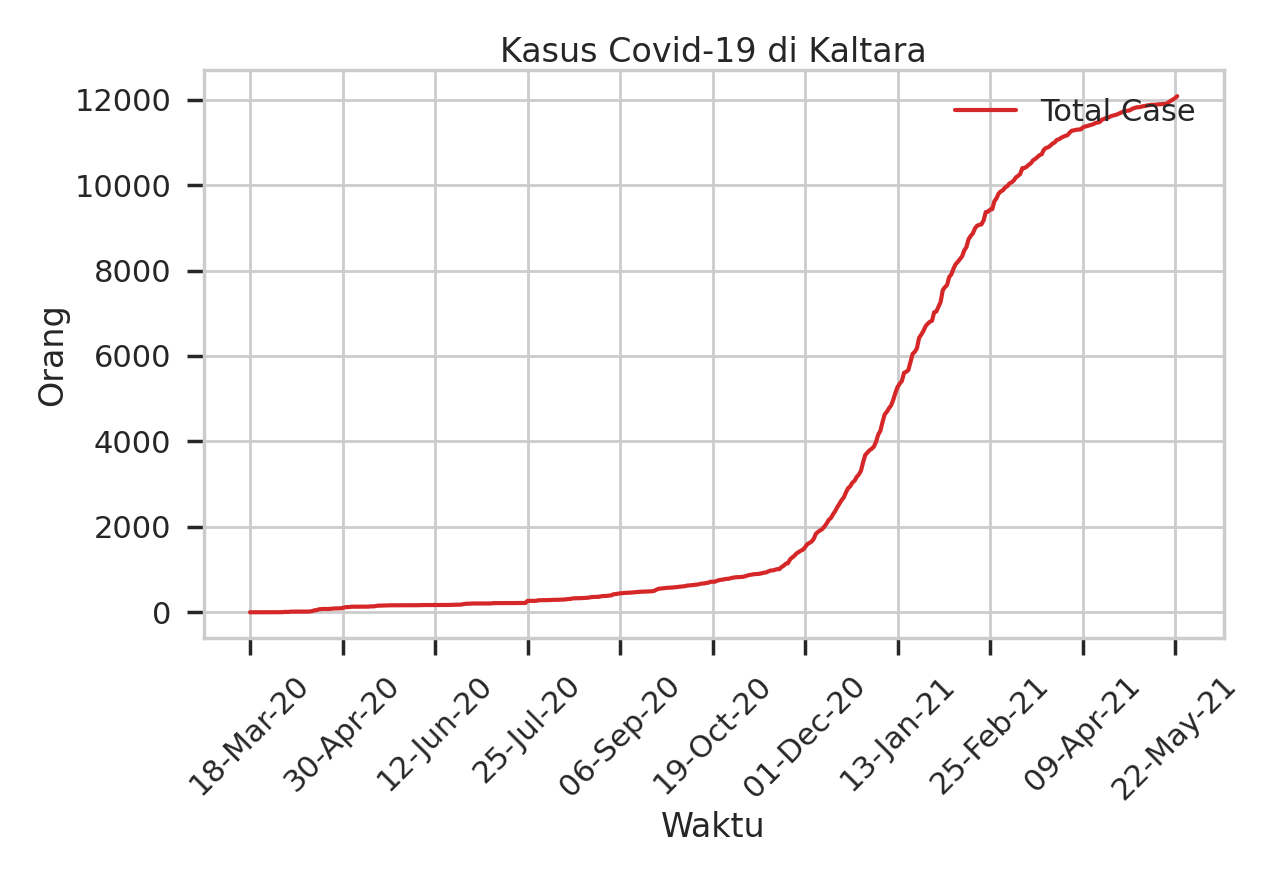 Kasus Covid-19 di Kaltara
Total Case
12000
10000
8000
6000
4000
2000
0
Orang
18-Mar-20
30-Apr-20
12-Jun-20
25-Jul-20
06-Sep-20
19-Oct-20
01-Dec-20
13-Jan-21
25-Feb-21
09-Apr-21
22-May-21
Waktu